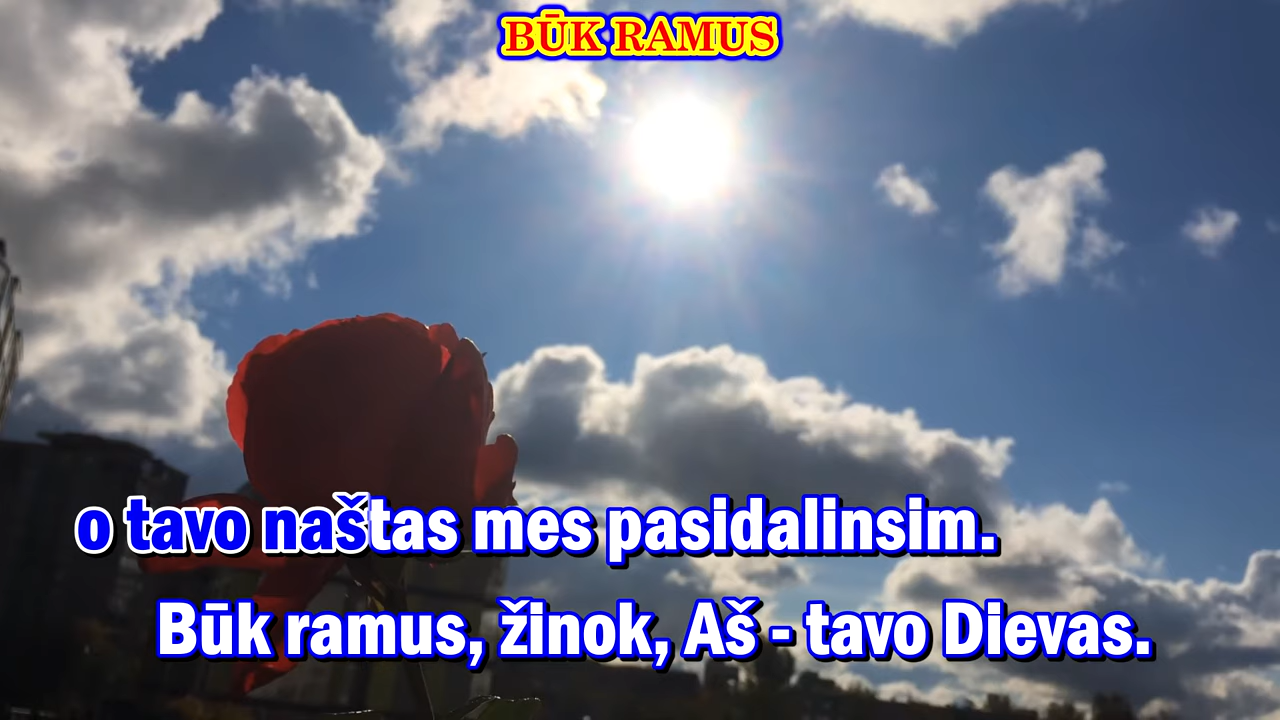 BŪK RAMUS
o tavo naštas mes pasidalinsim.
Būk ramus, žinok, Aš - tavo Dievas.